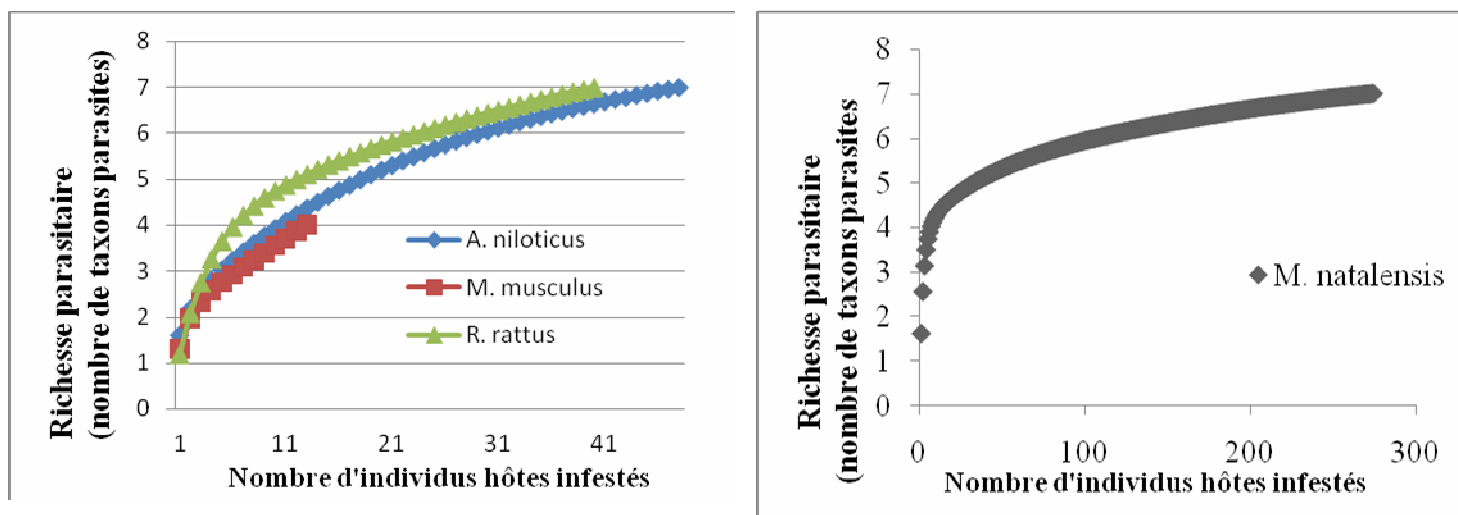 Richesse parasitaire
(nombre de taxons parasites)
8
7
6
5
4
3
2
1
0
A. niloticus
M. musculus
R. rattus
1 11 21 31 41
Nombre d'individus hôtes infestés
Richesse parasitaire
(nombre de taxons parasites
8
7
6
5
4
3
2
1
0
M. natalensis
0 100 200 300
Nombre d'individus hôtes infestés